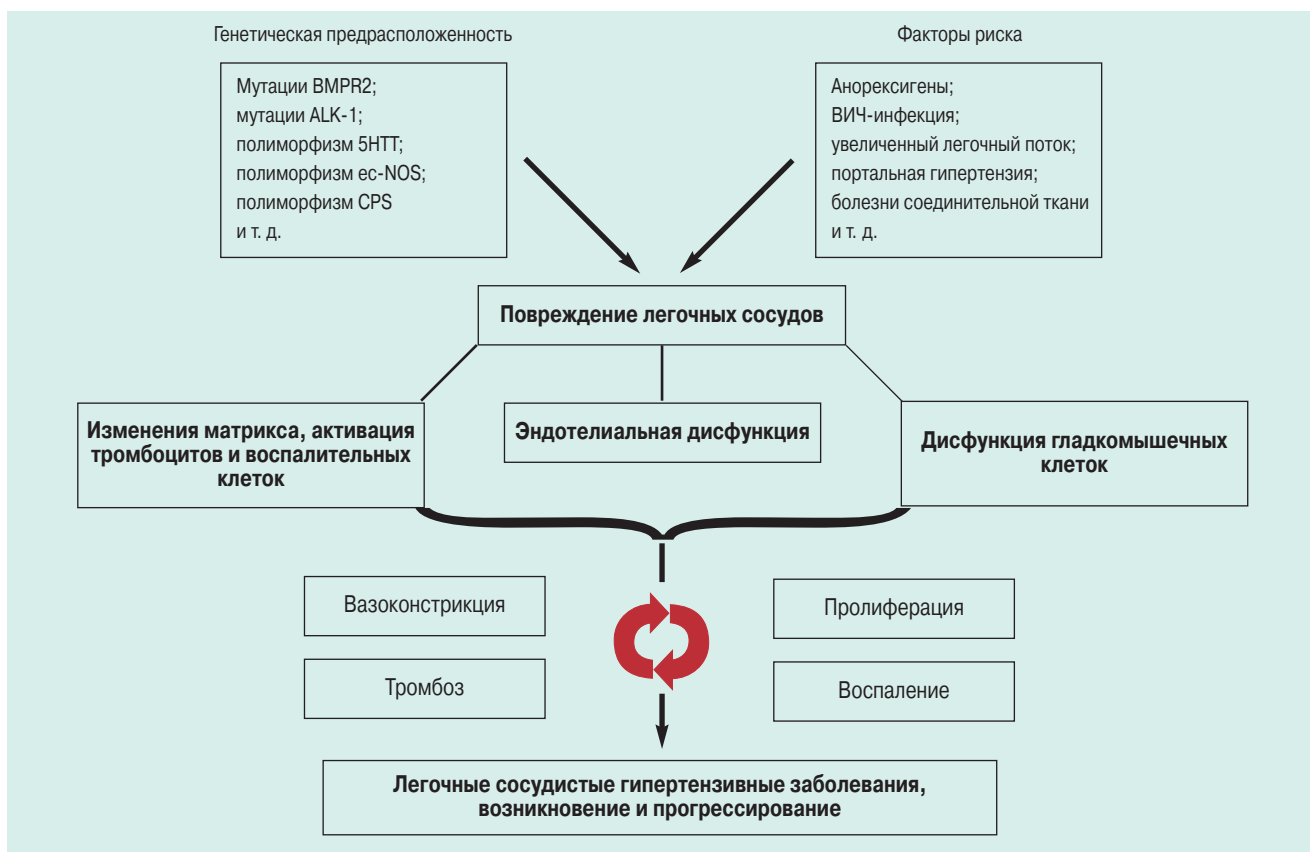 Генетическая предрасположенность
Факторы риска
Мутации BMPR2;
мутации ALK-1;
полиморфизм 5HTT;
полиморфизм ec-NOS;
полиморфизм CPS
и т. д.
Анорексигены;
ВИЧ-инфекция;
увеличенный легочный поток;
портальная гипертензия;
болезни соединительной ткани
и т. д.
Повреждение легочных сосудов
Изменения матрикса, активация
тромбоцитов и воспалительных
клеток
Эндотелиальная дисфункция
Дисфункция гладкомышечных
клеток
Вазоконстрикция
Пролиферация
Тромбоз
Воспаление
Легочные сосудистые гипертензивные заболевания,
возникновение и прогрессирование